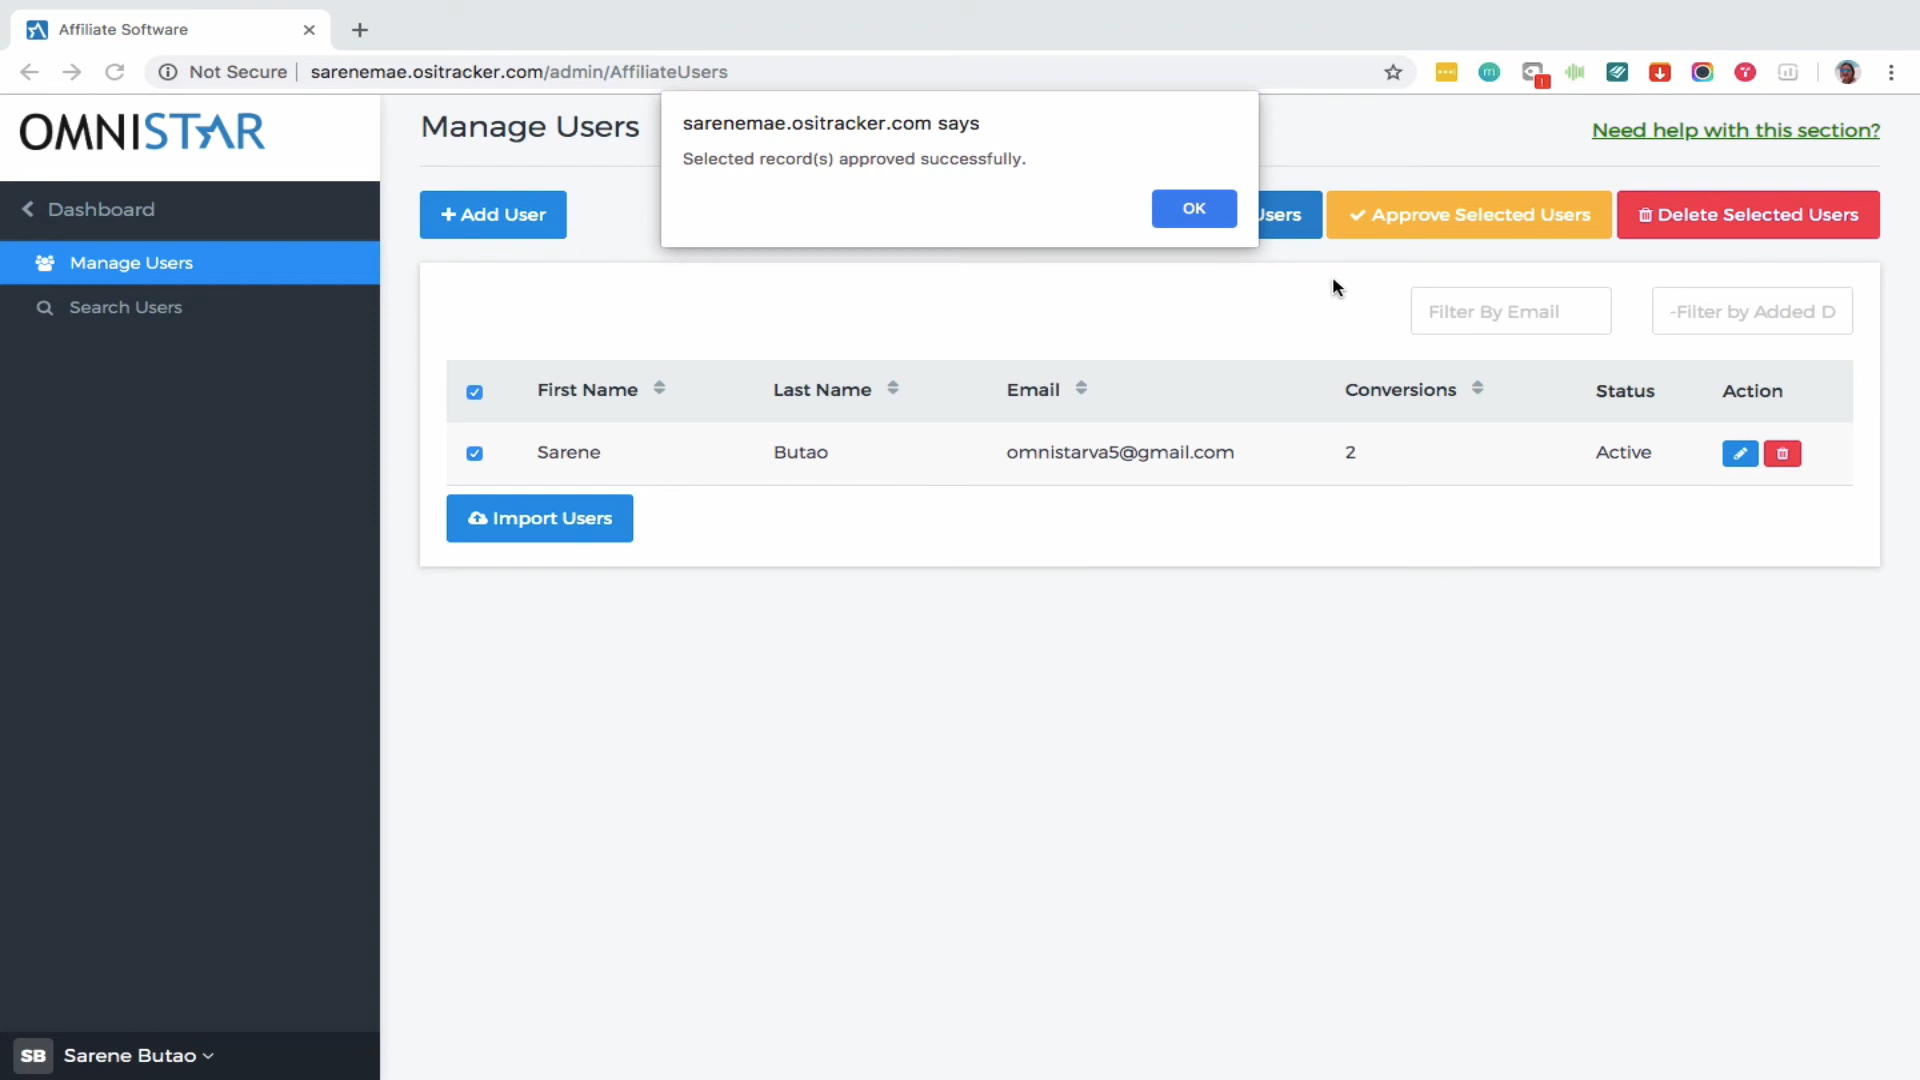 Affiliate Software
Not Secure
sarenemae.ositracker.com/admin/AffiliateUsers
OMNISTAR
Dashboard
Manage Users
Search Users
SB Sarene Butao
Manage Users
Need help with this section?
sarenemae.ositracker.com says
Selected record(s) approved successfully.
OK
Add User
Users
Approve Selected Users
Delete Selected Users
Filter By Email
-Filter by Added D
First Name Last Name Email Conversions Status Action
Sarene Butao omnistarva5@gmail.com 2 Active
Import Users